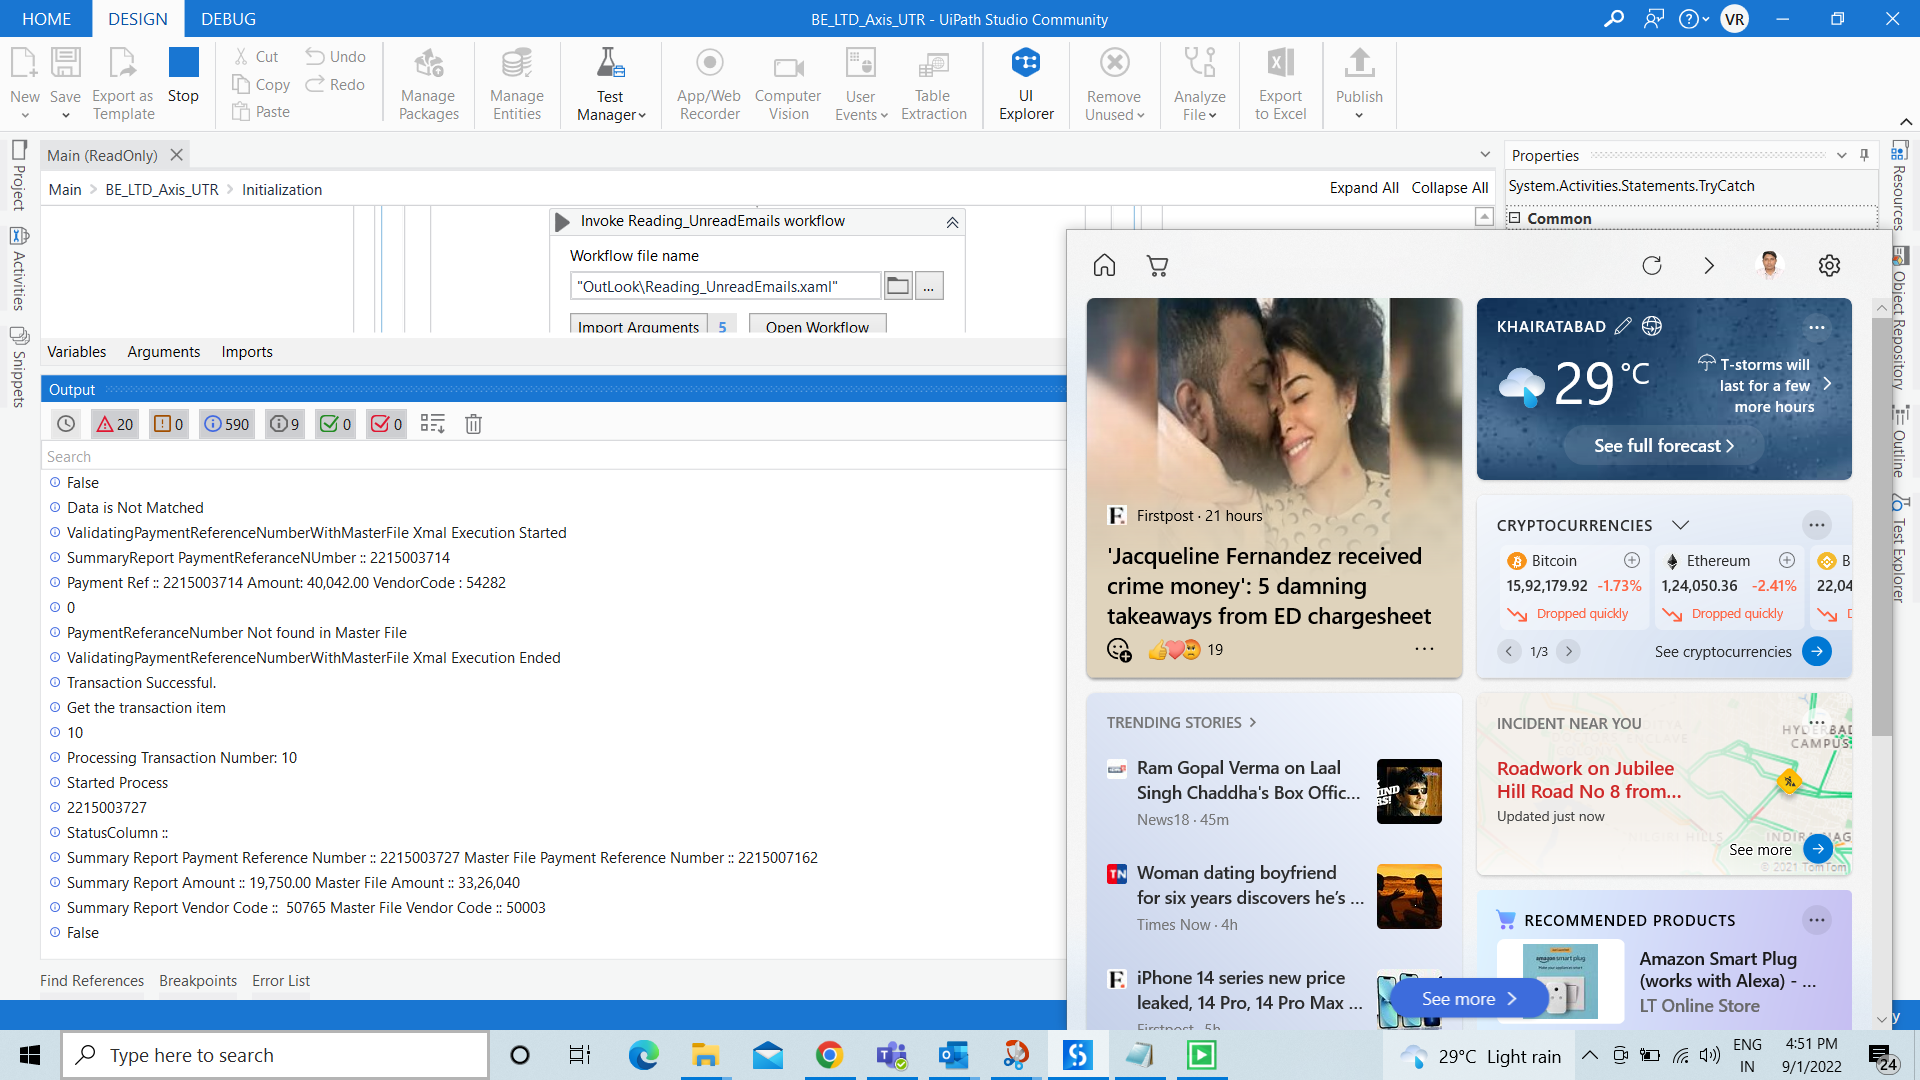 HOME
DESIGN
DEBUG
BE_LTD_Axis_UTR - UiPath Studio Community
VR
New
Save
Export as
Template
Stop
Cut
Copy
Paste
Undo
Redo
Manage
Packages
Manage
Entities
Test
Manager
App/Web
Recorder
Computer
Vision
User
Events
Table
Extraction
UI
Explorer
Remove
Unused
Analyze
File
Export
to Excel
Publish
Project
Activities
Snippets
Main (ReadOnly)
Main
BE_LTD_Axis_UTR
Initialization
Expand All
Collapse All
Invoke Reading_UnreadEmails workflow
Workflow file name
"OutLook\Reading_UnreadEmails.xaml"
...
Import Arguments
5
Open Workflow
Variables
Arguments
Imports
Properties
System.Activities.Statements.TryCatch
Common
Resources
Object Repository
Outline
Test Explorer
Output
20
0
590
9
0
0
Search
False
Data is Not Matched
ValidatingPaymentReferenceNumberWithMasterFile Xmal Execution Started
SummaryReport PaymentReferanceNUmber :: 2215003714
Payment Ref :: 2215003714 Amount: 40,042.00 VendorCode : 54282
0
PaymentReferanceNumber Not found in Master File
ValidatingPaymentReferenceNumberWithMasterFile Xmal Execution Ended
Transaction Successful.
Get the transaction item
10
Processing Transaction Number: 10
Started Process
2215003727
StatusColumn ::
Summary Report Payment Reference Number :: 2215003727 Master File Payment Reference Number :: 2215007162
Summary Report Amount :: 19,750.00 Master File Amount :: 33,26,040
Summary Report Vendor Code ::  50765 Master File Vendor Code :: 50003
False
Find References
Breakpoints
Error List
Firstpost · 21 hours
'Jacqueline Fernandez received
crime money': 5 damning
takeaways from ED chargesheet
19
TRENDING STORIES
Ram Gopal Verma on Laal
Singh Chaddha's Box Offic...
News18 · 45m
TN
Woman dating boyfriend
for six years discovers he's ...
Times Now · 4h
iPhone 14 series new price
leaked, 14 Pro, 14 Pro Max ...
Firstpost · 5h
See more
KHAIRATABAD
29 °C
T-storms will
last for a few
more hours
See full forecast
CRYPTOCURRENCIES
Bitcoin
15,92,179.92 -1.73%
Dropped quickly
Ethereum
1,24,050.36 -2.41%
Dropped quickly
B
22,04
1/3
See cryptocurrencies
INCIDENT NEAR YOU
Roadwork on Jubilee
Hill Road No 8 from...
Updated just now
HYDERBAD
CAMPUS
INDIRA NAG
See more
© 2021 TomTom
RECOMMENDED PRODUCTS
amazon smart plug
Amazon Smart Plug
(works with Alexa) - ...
LT Online Store
Type here to search
29°C Light rain
ENG
IN
4:51 PM
9/1/2022
24